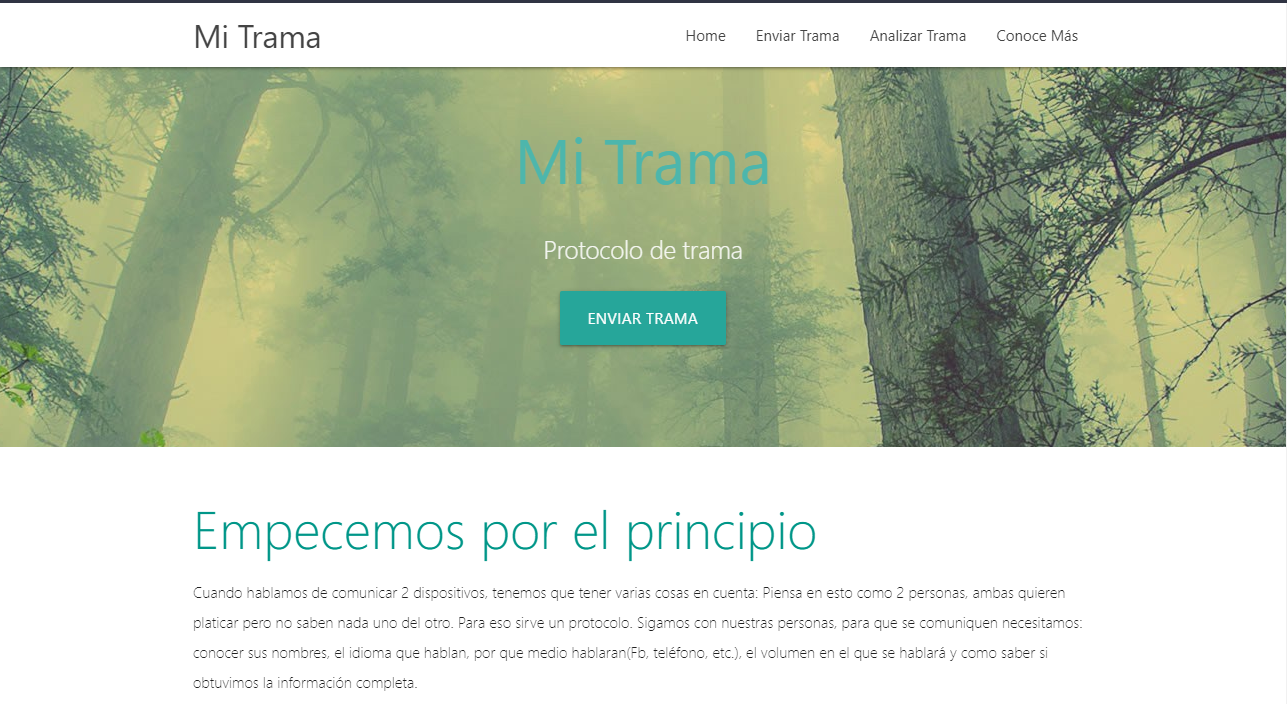 Mi Trama
Home
Enviar Trama
Analizar Trama
Conoce Más
Mi Trama
Protocolo de trama
ENVIAR TRAMA
Empecemos por el principio
Cuando hablamos de comunicar 2 dispositivos, tenemos que tener varias cosas en cuenta: Piensa en esto como 2 personas, ambas quieren
platicar pero no saben nada uno del otro. Para eso sirve un protocolo. Sigamos con nuestras personas, para que se comuniquen necesitamos:
conocer sus nombres, el idioma que hablan, por que medio hablaran(Fb, teléfono, etc.), el volumen en el que se hablará y como saber si
obtuvimos la información completa.